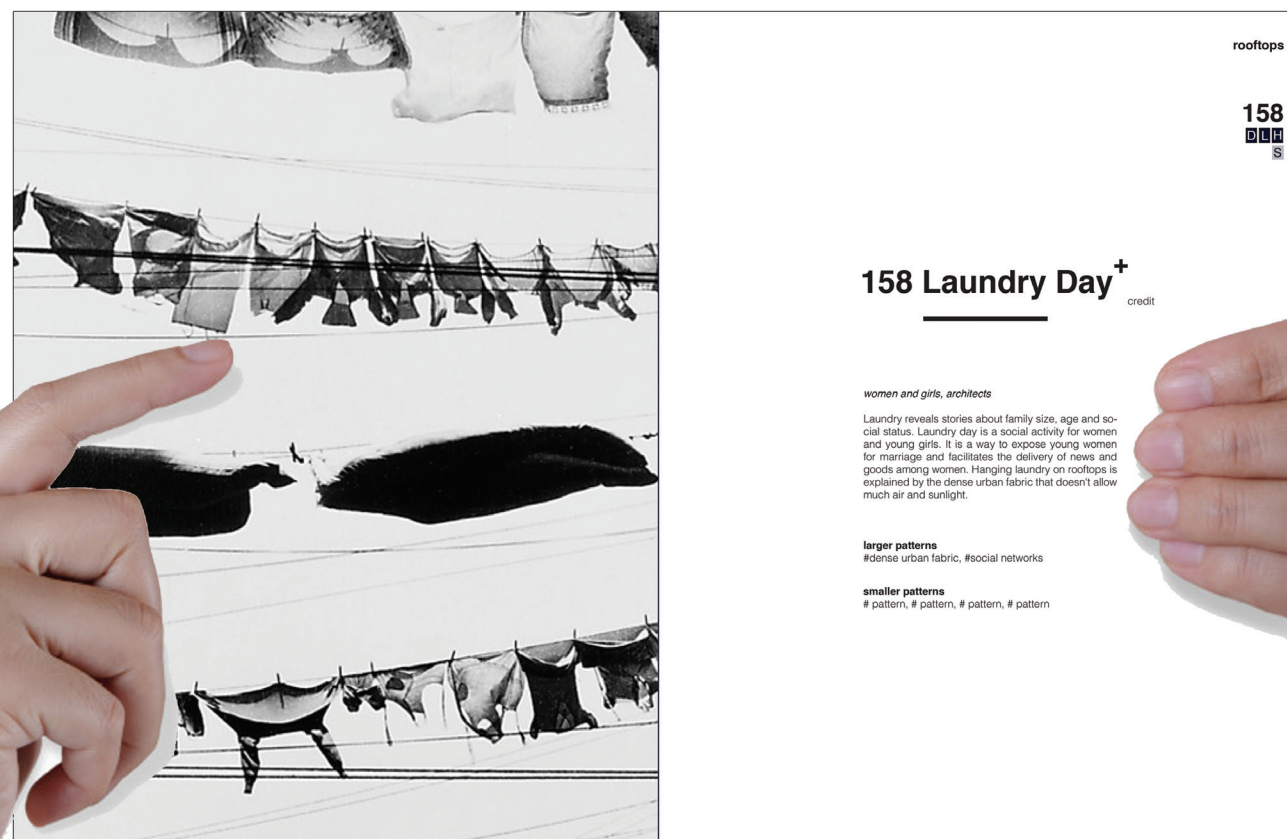 rooftops
158
DLH
S
158 Laundry Day+
credit
women and girls, architects
Laundry reveals stories about family size, age and so-
cial status. Laundry day is a social activity for women
and young girls. It is a way to expose young women
for marriage and facilitates the delivery of news and
goods among women. Hanging laundry on rooftops is
explained by the dense urban fabric that doesn't allow
much air and sunlight.
larger patterns
#dense urban fabric, #social networks
smaller patterns
# pattern, # pattern, # pattern, # pattern